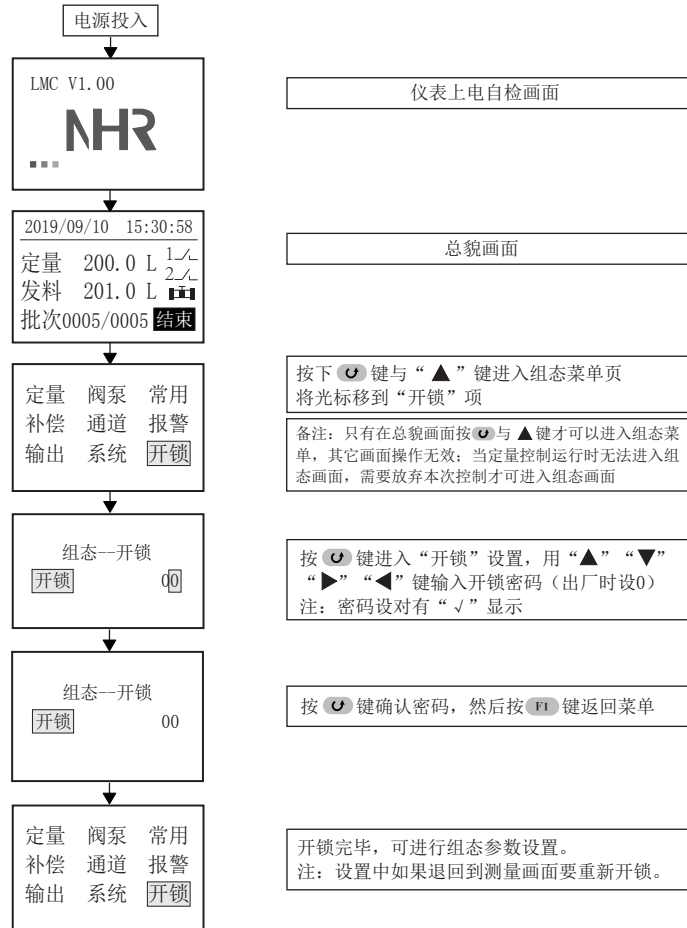 电源投入
LMC V1.00
NHR
仪表上电自检画面
2019/09/10 15:30:58
定量 200.0 L 1
2
发料 201.0 L
批次0005/0005 结束
总貌画面
定量 阀泵 常用
补偿 通道 报警
输出 系统 开锁
按下 键与“▲”键进入组态菜单页
将光标移到“开锁”项
备注：只有在总貌画面按 与 ▲键才可以进入组态菜
单，其它画面操作无效；当定量控制运行时无法进入组
态画面，需要放弃本次控制才可进入组态画面
组态--开锁
开锁 00
按 键进入“开锁”设置，用“▲”“▼”
“▶”“◀”键输入开锁密码（出厂时设0）
注：密码设对有“√”显示
组态--开锁
开锁 00
按 键确认密码，然后按 F1 键返回菜单
定量 阀泵 常用
补偿 通道 报警
输出 系统 开锁
开锁完毕，可进行组态参数设置。
注：设置中如果退回到测量画面要重新开锁。